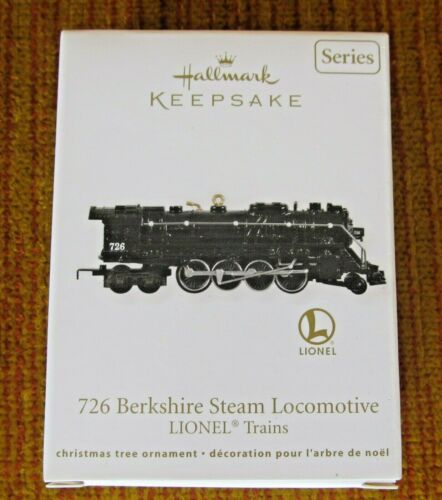 Hallmark
KEEPSAKE
Series
726
L
LIONEL
726 Berkshire Steam Locomotive
LIONEL® Trains
christmas tree ornament • décoration pour l'arbre de noël